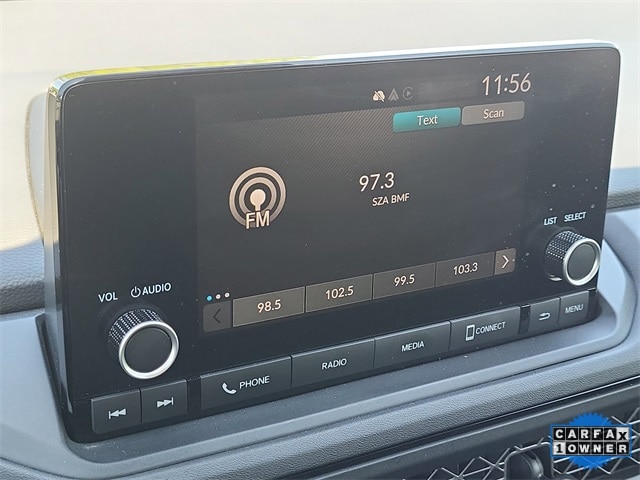 11:56
Text Scan
97.3
SZA BMF
FM
98.5 102.5 99.5 103.3
LIST SELECT
VOL AUDIO
PHONE RADIO MEDIA CONNECT MENU
CARFAX
1 OWNER